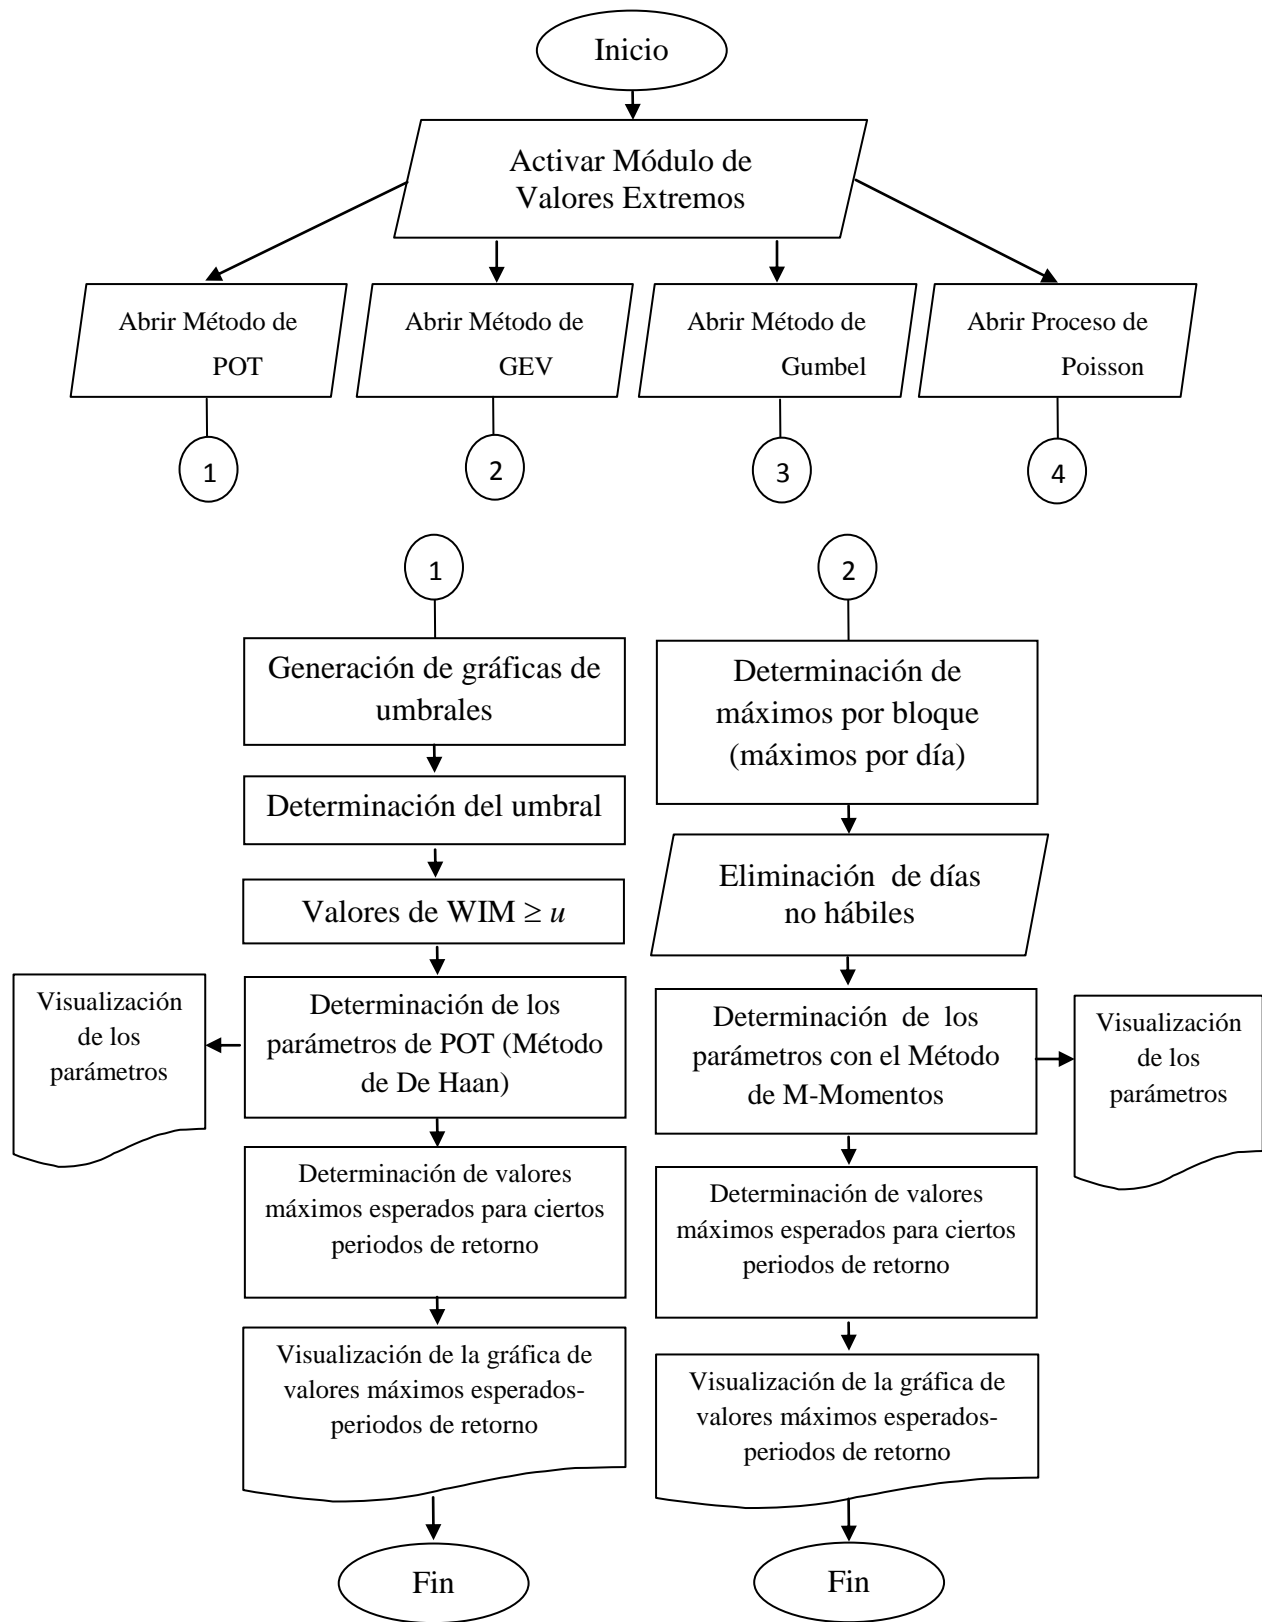 Inicio
Activar Módulo de
Valores Extremos
Abrir Método de
POT
Abrir Método de
GEV
Abrir Método de
Gumbel
Abrir Proceso de
Poisson
1
2
3
4
1
Generación de gráficas de
umbrales
Determinación del umbral
Valores de WIM ≥ u
Determinación de los
parámetros de POT (Método
de De Haan)
Visualización
de los
parámetros
Determinación de valores
máximos esperados para ciertos
periodos de retorno
Visualización de la gráfica de
valores máximos esperados-
periodos de retorno
Fin
2
Determinación de
máximos por bloque
(máximos por día)
Eliminación de días
no hábiles
Determinación de los
parámetros con el Método
de M-Momentos
Visualización
de los
parámetros
Determinación de valores
máximos esperados para ciertos
periodos de retorno
Visualización de la gráfica de
valores máximos esperados-
periodos de retorno
Fin